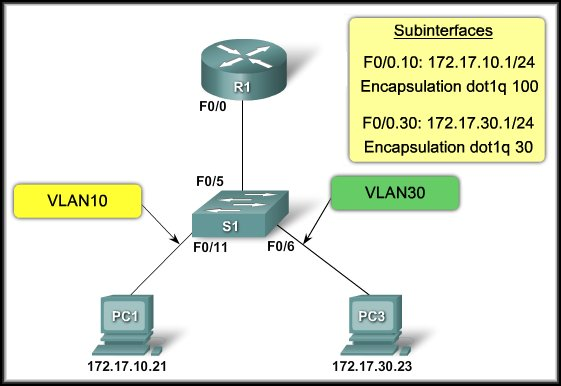 Subinterfaces
F0/0.10: 172.17.10.1/24
Encapsulation dot1q 100
F0/0.30: 172.17.30.1/24
Encapsulation dot1q 30
R1
F0/0
F0/5
VLAN10
VLAN30
S1
F0/11
F0/6
PC1
PC3
172.17.10.21
172.17.30.23